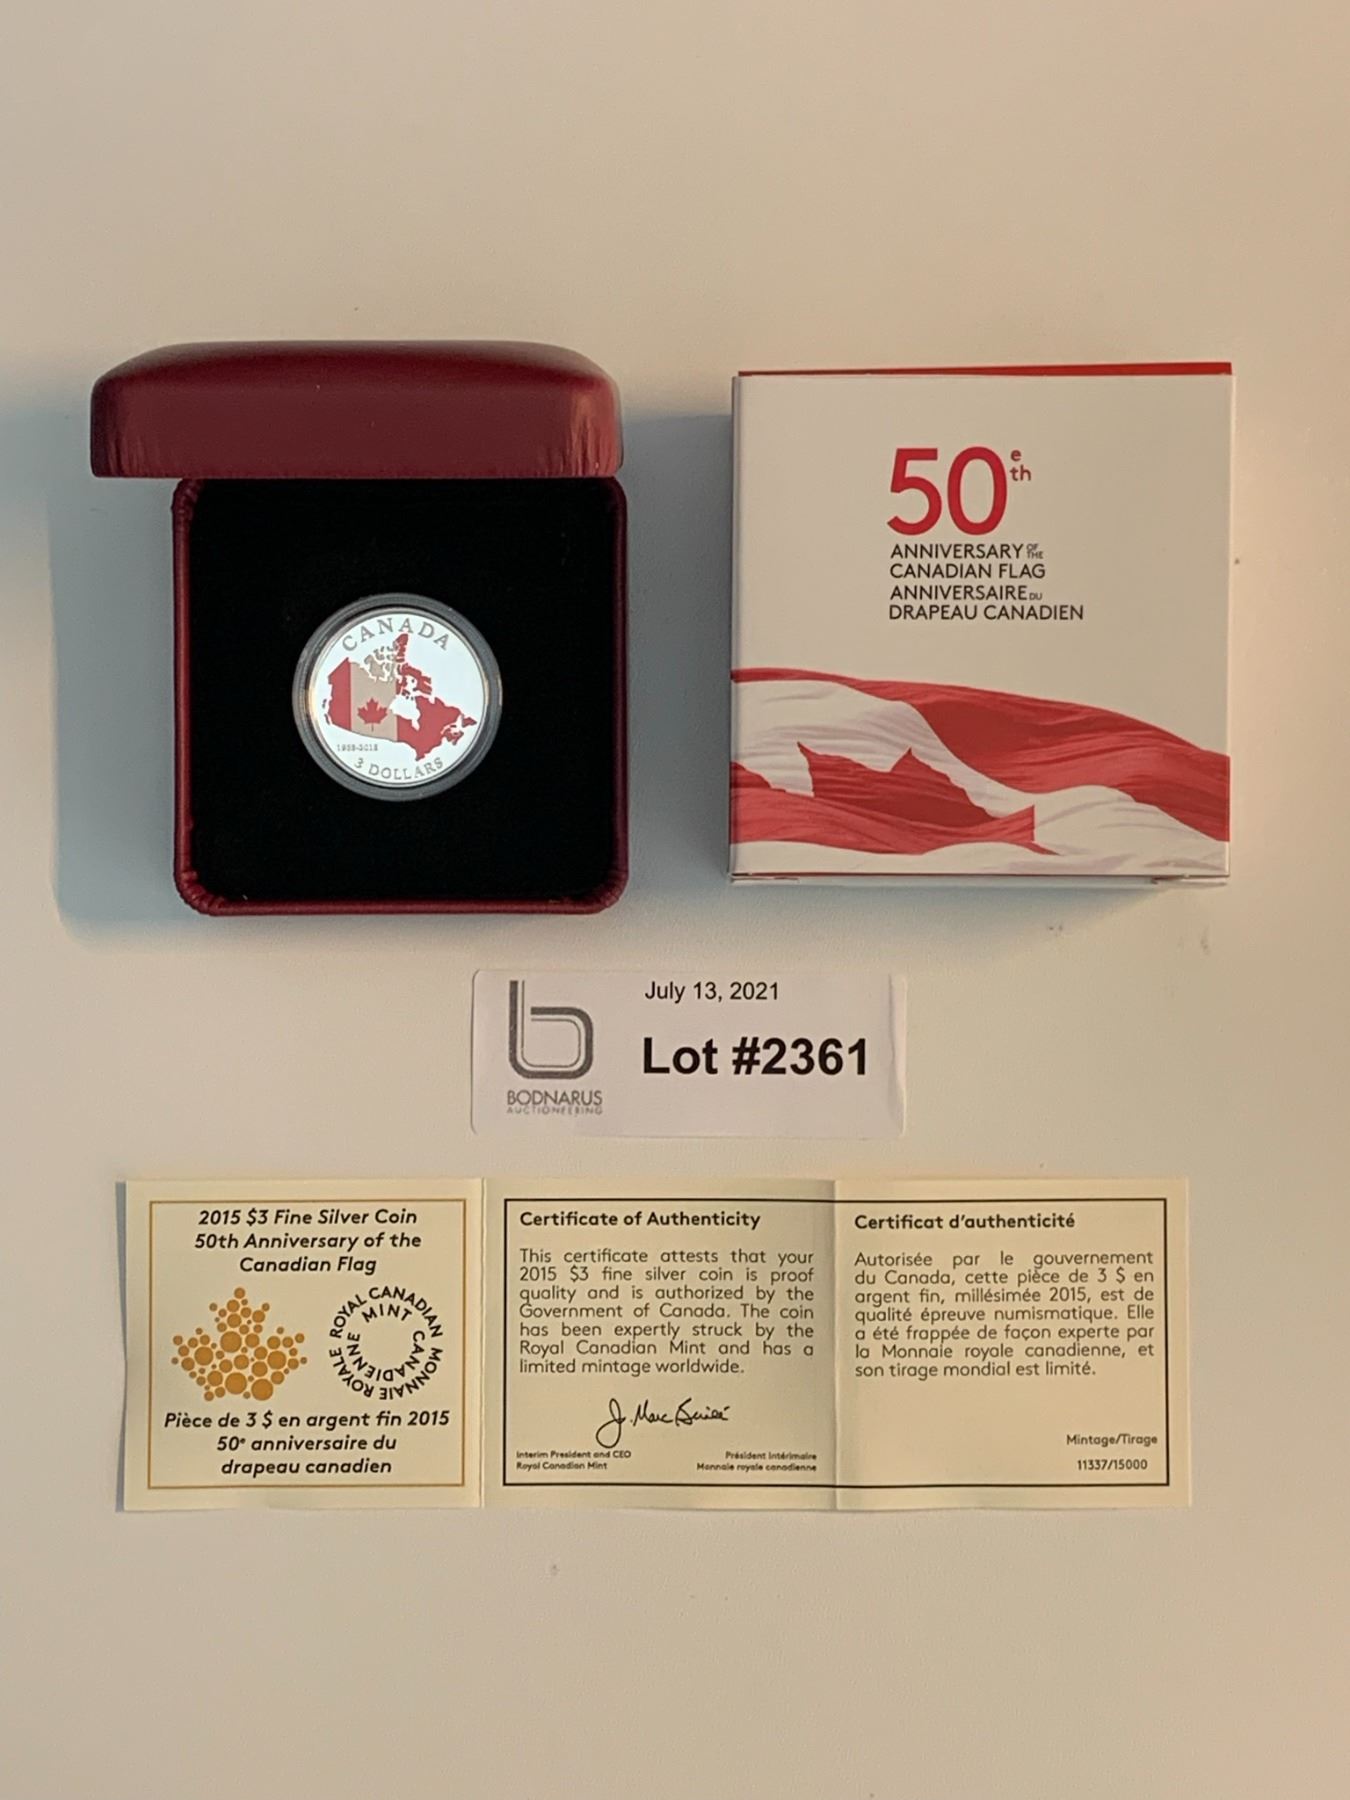 CANADA
1965-2015
3 DOLLARS
50 e th
ANNIVERSARY OF THE
CANADIAN FLAG
ANNIVERSAIRE DU
DRAPEAU CANADIEN
July 13, 2021
Lot #2361
BODNARUS
AUCTIONEERING
2015 $3 Fine Silver Coin
50th Anniversary of the
Canadian Flag
ROYAL CANADIAN MINT
MONNAIE ROYALE CANADIENNE
Pièce de 3 $ en argent fin 2015
50e anniversaire du
drapeau canadien
Certificate of Authenticity
This certificate attests that your
2015 $3 fine silver coin is proof
quality and is authorized by the
Government of Canada. The coin
has been expertly struck by the
Royal Canadian Mint and has a
limited mintage worldwide.
Interim President and CEO
Royal Canadian Mint
Président intérimaire
Monnaie royale canadienne
Certificat d'authenticité
Autorisée par le gouvernement
du Canada, cette pièce de 3 $ en
argent fin, millésimée 2015, est de
qualité épreuve numismatique. Elle
a été frappée de façon experte par
la Monnaie royale canadienne, et
son tirage mondial est limité.
Mintage/Tirage
11337/15000